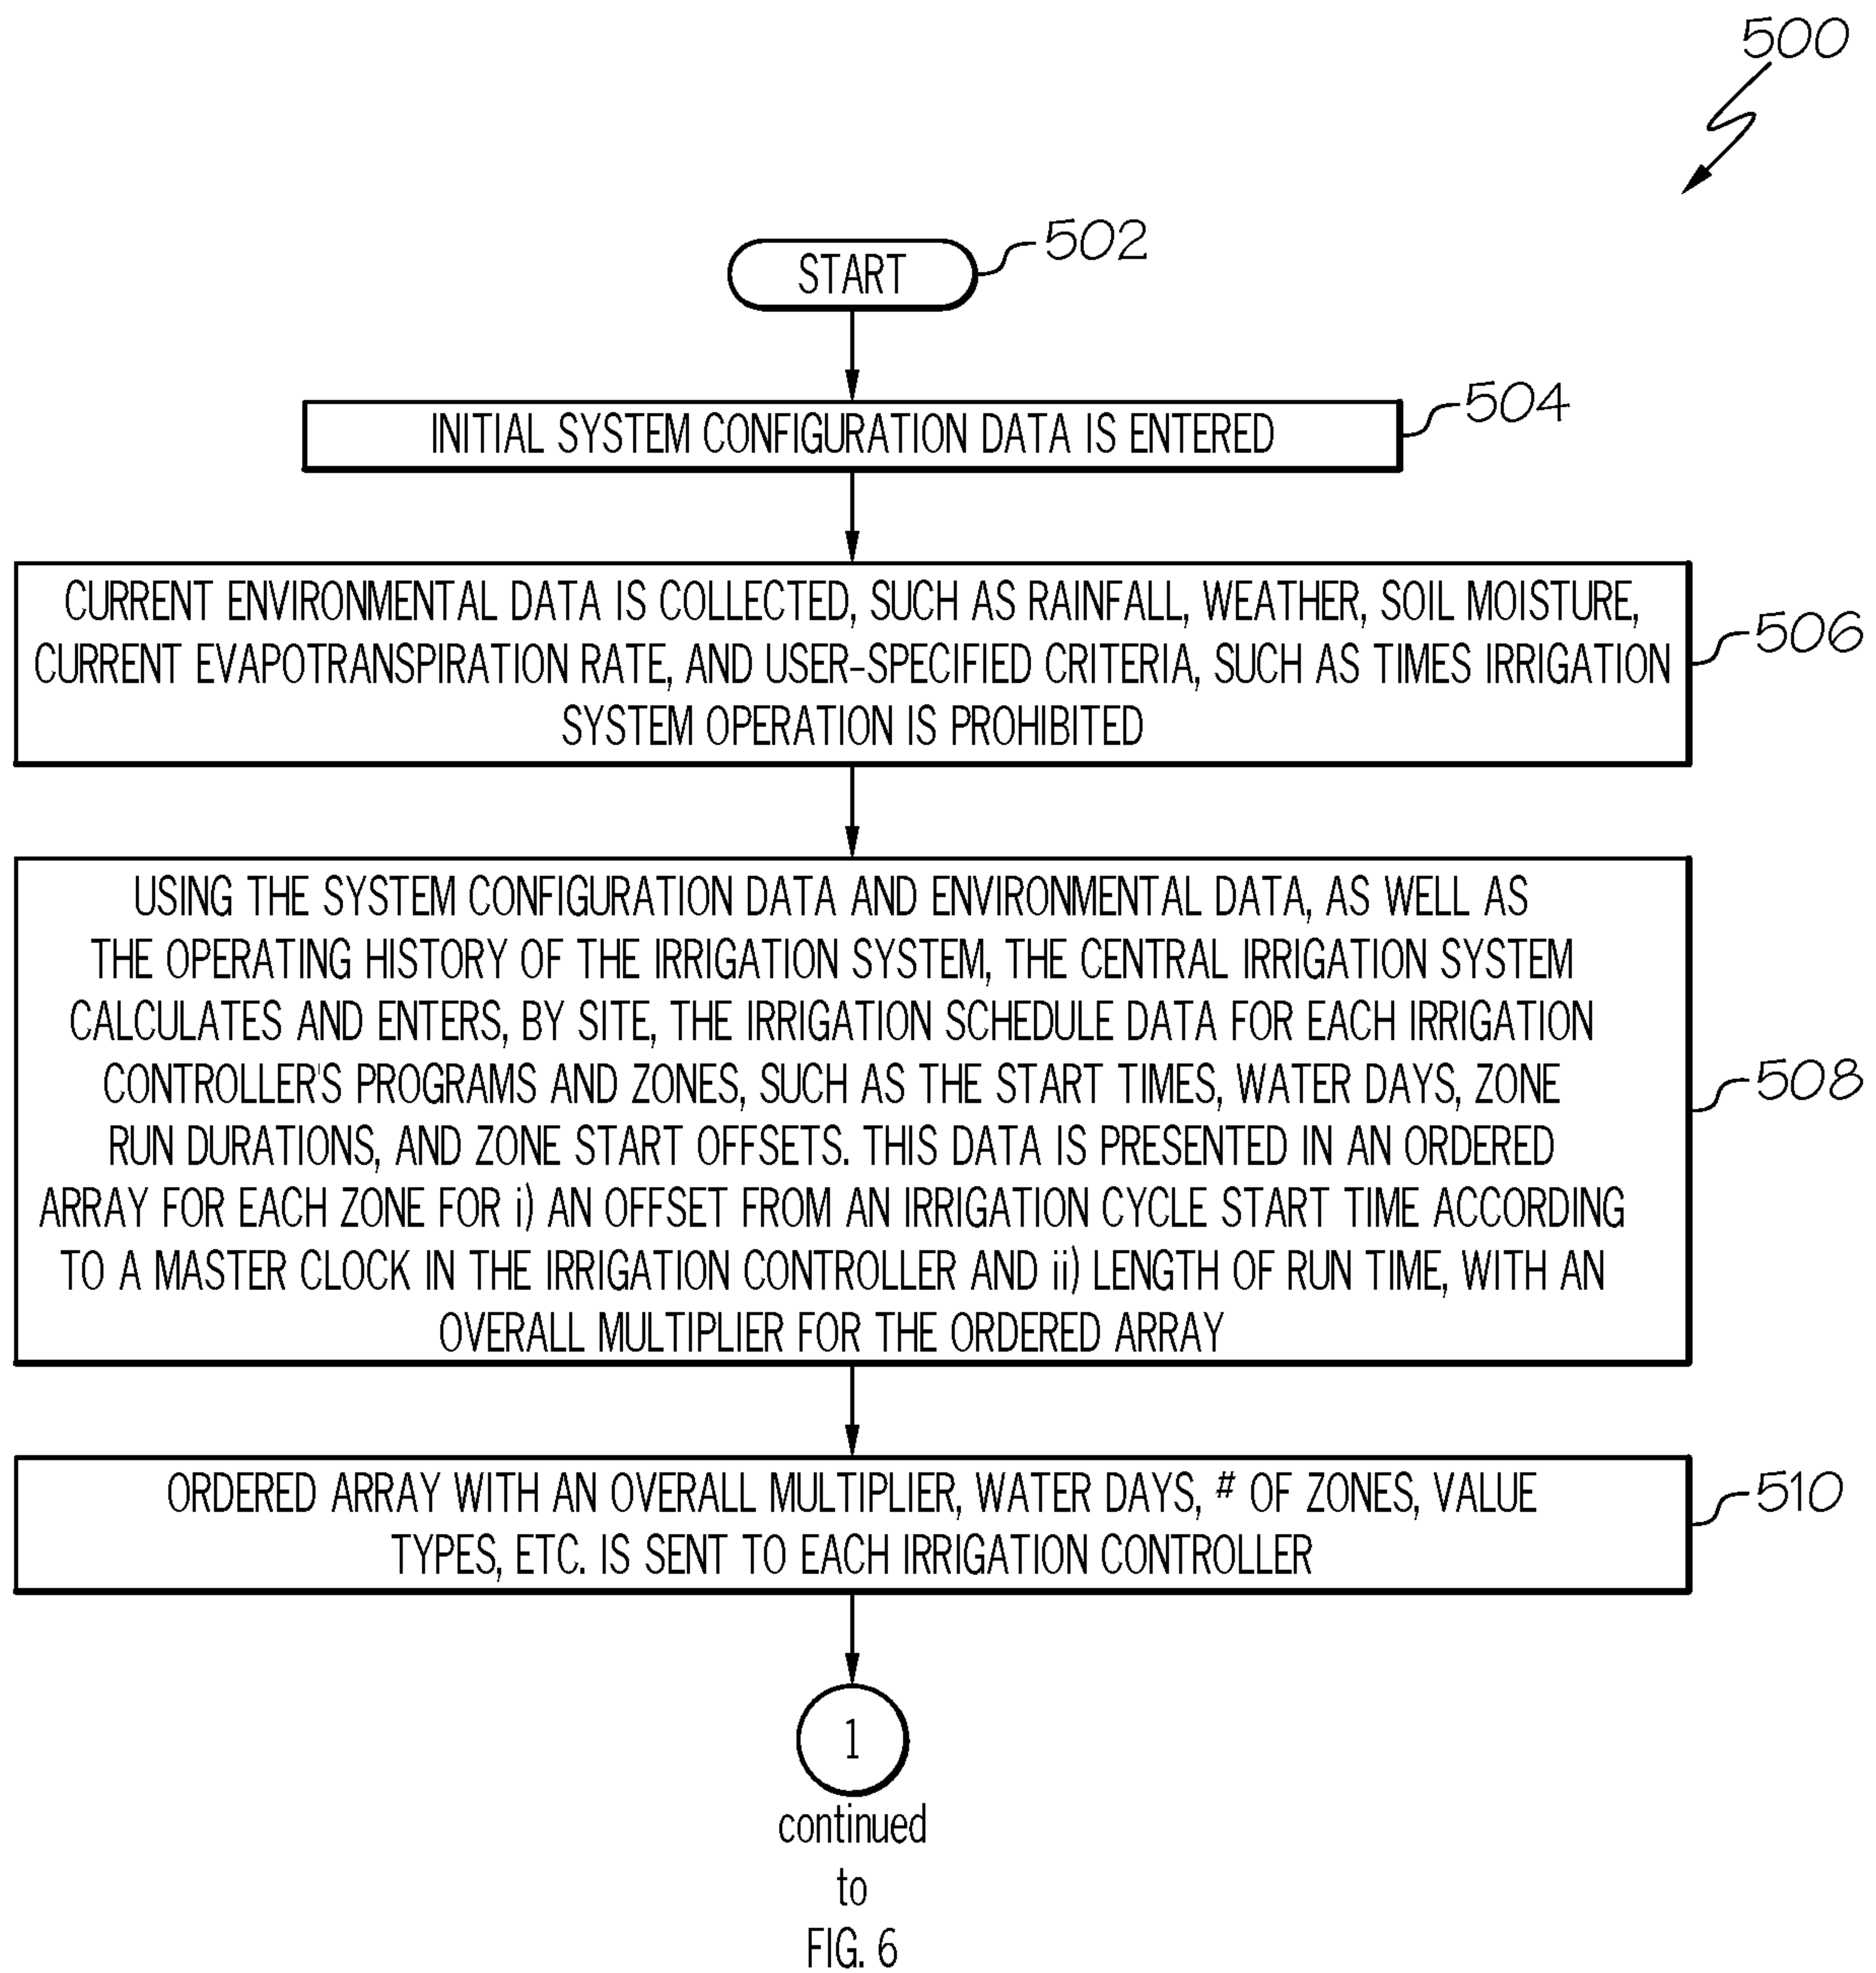 500
START
502
INITIAL SYSTEM CONFIGURATION DATA IS ENTERED
504
CURRENT ENVIRONMENTAL DATA IS COLLECTED, SUCH AS RAINFALL, WEATHER, SOIL MOISTURE,
CURRENT EVAPOTRANSPIRATION RATE, AND USER-SPECIFIED CRITERIA, SUCH AS TIMES IRRIGATION
SYSTEM OPERATION IS PROHIBITED
506
USING THE SYSTEM CONFIGURATION DATA AND ENVIRONMENTAL DATA, AS WELL AS
THE OPERATING HISTORY OF THE IRRIGATION SYSTEM, THE CENTRAL IRRIGATION SYSTEM
CALCULATES AND ENTERS, BY SITE, THE IRRIGATION SCHEDULE DATA FOR EACH IRRIGATION
CONTROLLER'S PROGRAMS AND ZONES, SUCH AS THE START TIMES, WATER DAYS, ZONE
RUN DURATIONS, AND ZONE START OFFSETS. THIS DATA IS PRESENTED IN AN ORDERED
ARRAY FOR EACH ZONE FOR i) AN OFFSET FROM AN IRRIGATION CYCLE START TIME ACCORDING
TO A MASTER CLOCK IN THE IRRIGATION CONTROLLER AND ii) LENGTH OF RUN TIME, WITH AN
OVERALL MULTIPLIER FOR THE ORDERED ARRAY
508
ORDERED ARRAY WITH AN OVERALL MULTIPLIER, WATER DAYS, # OF ZONES, VALUE
TYPES, ETC. IS SENT TO EACH IRRIGATION CONTROLLER
510
1
continued
to
FIG. 6